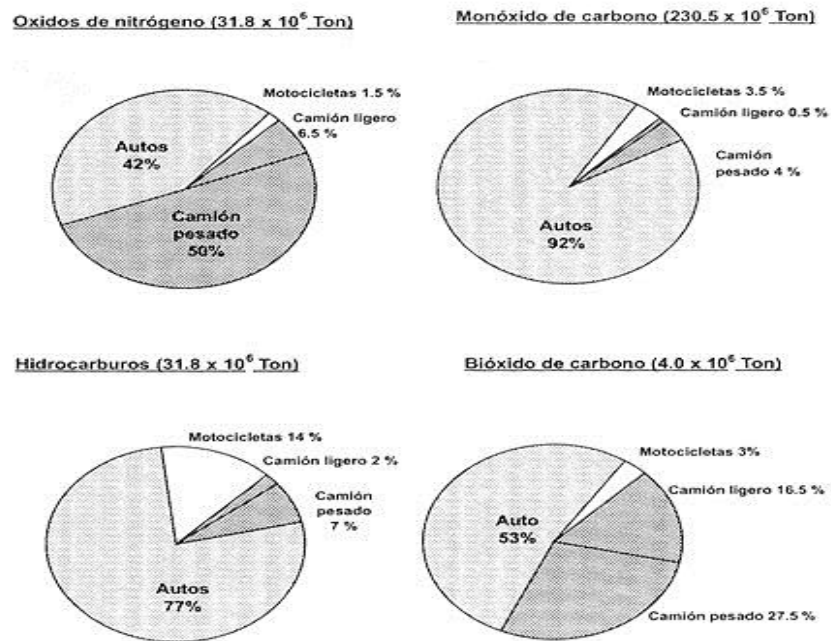 Oxidos de nitrógeno (31.8 x 10⁶ Ton)
Motocicletas 1.5 %
Camión ligero
6.5 %
Autos
42%
Camión
pesado
50%
Monóxido de carbono (230.5 x 10⁶ Ton)
Motocicletas 3.5 %
Camión ligero 0.5 %
Camión
pesado 4 %
Autos
92%
Hidrocarburos (31.8 x 10⁶ Ton)
Motocicletas 14 %
Camión ligero 2 %
Camión
pesado
7 %
Autos
77%
Bióxido de carbono (4.0 x 10⁶ Ton)
Motocicletas 3%
Camión ligero 16.5 %
Auto
53%
Camión pesado 27.5 %